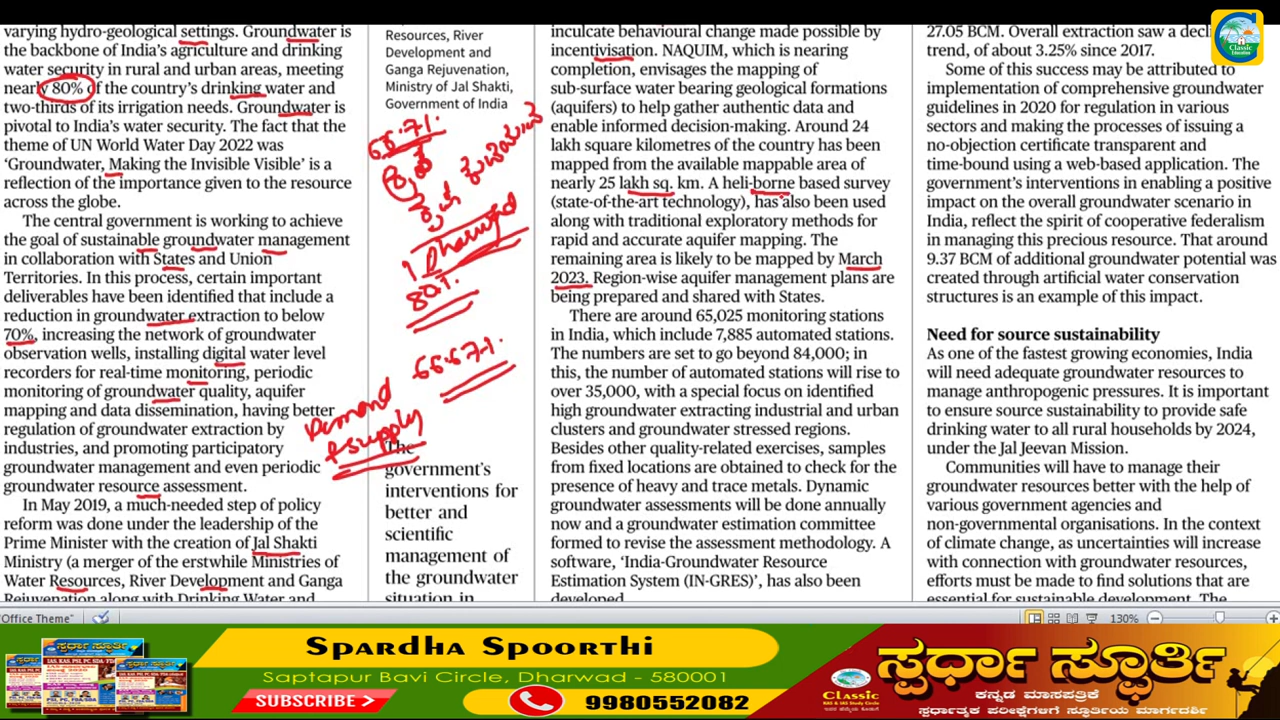 varying hydro-geological settings. Groundwater is
the backbone of India's agriculture and drinking
water security in rural and urban areas, meeting
nearly 80% of the country's drinking water and
two-thirds of its irrigation needs. Groundwater is
pivotal to India's water security. The fact that the
theme of UN World Water Day 2022 was
'Groundwater, Making the Invisible Visible' is a
reflection of the importance given to the resource
across the globe.
The central government is working to achieve
the goal of sustainable groundwater management
in collaboration with States and Union
Territories. In this process, certain important
deliverables have been identified that include a
reduction in groundwater extraction to below
70%, increasing the network of groundwater
observation wells, installing digital water level
recorders for real-time monitoring, periodic
monitoring of groundwater quality, aquifer
mapping and data dissemination, having better
regulation of groundwater extraction by
industries, and promoting participatory
groundwater management and even periodic
groundwater resource assessment.
In May 2019, a much-needed step of policy
reform was done under the leadership of the
Prime Minister with the creation of Jal Shakti
Ministry (a merger of the erstwhile Ministries of
Water Resources, River Development and Ganga
Rejuvenation along with Drinking Water and
Resources, River
Development and
Ganga Rejuvenation,
Ministry of Jal Shakti,
Government of India
66.71.
80%
66.67%
Demand
& supply
The
government's
interventions for
better and
scientific
management of
the groundwater
situation in
inculcate behavioural change made possible by
incentivisation. NAQUIM, which is nearing
completion, envisages the mapping of
sub-surface water bearing geological formations
(aquifers) to help gather authentic data and
enable informed decision-making. Around 24
lakh square kilometres of the country has been
mapped from the available mappable area of
nearly 25 lakh sq. km. A heli-borne based survey
(state-of-the-art technology), has also been used
along with traditional exploratory methods for
rapid and accurate aquifer mapping. The
remaining area is likely to be mapped by March
2023. Region-wise aquifer management plans are
being prepared and shared with States.
There are around 65,025 monitoring stations
in India, which include 7,885 automated stations.
The numbers are set to go beyond 84,000; in
this, the number of automated stations will rise to
over 35,000, with a special focus on identified
high groundwater extracting industrial and urban
clusters and groundwater stressed regions.
Besides other quality-related exercises, samples
from fixed locations are obtained to check for the
presence of heavy and trace metals. Dynamic
groundwater assessments will be done annually
now and a groundwater estimation committee
formed to revise the assessment methodology. A
software, 'India-Groundwater Resource
Estimation System (IN-GRES)', has also been
developed
27.05 BCM. Overall extraction saw a
trend, of about 3.25% since 2017.
Some of this success may be attributed to
implementation of comprehensive groundwater
guidelines in 2020 for regulation in various
sectors and making the processes of issuing a
no-objection certificate transparent and
time-bound using a web-based application. The
government's interventions in enabling a positive
impact on the overall groundwater scenario in
India, reflect the spirit of cooperative federalism
in managing this precious resource. That around
9.37 BCM of additional groundwater potential was
created through artificial water conservation
structures is an example of this impact.
Need for source sustainability
As one of the fastest growing economies, India
will need adequate groundwater resources to
manage anthropogenic pressures. It is important
to ensure source sustainability to provide safe
drinking water to all rural households by 2024,
under the Jal Jeevan Mission.
Communities will have to manage their
groundwater resources better with the help of
various government agencies and
non-governmental organisations. In the context
of climate change, as uncertainties will increase
with connection with groundwater resources,
efforts must be made to find solutions that are
essential for sustainable development. The
Classic
Education
"Office Theme"
130%
Spardha Spoorthi
Saptapur Bavi Circle, Dharwad - 580001
SUBSCRIBE
9980552082
ಸ್ಪರ್ಧಾ ಸ್ಫೂರ್ತಿ
Classic
ಕನ್ನಡ ಮಾಸಪತ್ರಿಕೆ
ಸ್ಪರ್ಧಾತ್ಮಕ ಪರೀಕ್ಷೆಗಳಿಗೆ ಸ್ಫೂರ್ತಿಯ ಮಾರ್ಗದರ್ಶಿ